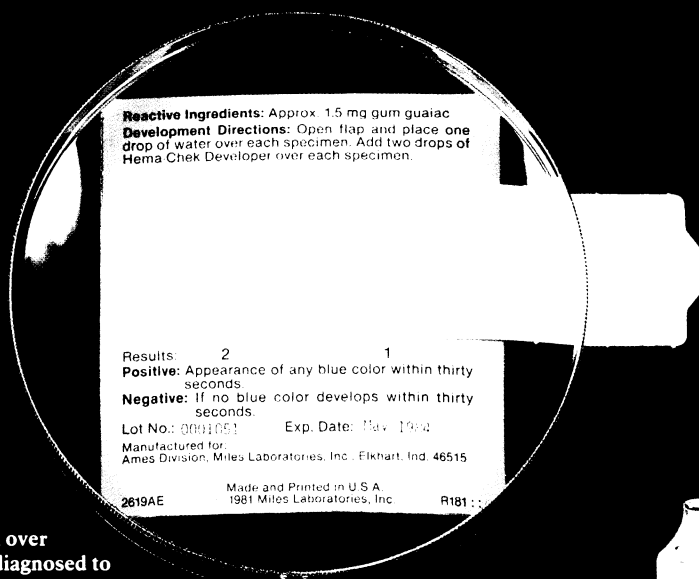 Reactive Ingredients: Approx. 1.5 mg gum guaiac
Development Directions: Open flap and place one
drop of water over each specimen. Add two drops of
Hema-Chek Developer over each specimen.
Results: 2 1
Positive: Appearance of any blue color within thirty
seconds.
Negative: If no blue color develops within thirty
seconds.
Lot No.: 0001051 Exp. Date: May
Manufactured for:
Ames Division, Miles Laboratories, Inc., Elkhart, Ind. 46515
Made and Printed in U.S.A.
1981 Miles Laboratories, Inc.
2619AE R181
over
diagnosed to